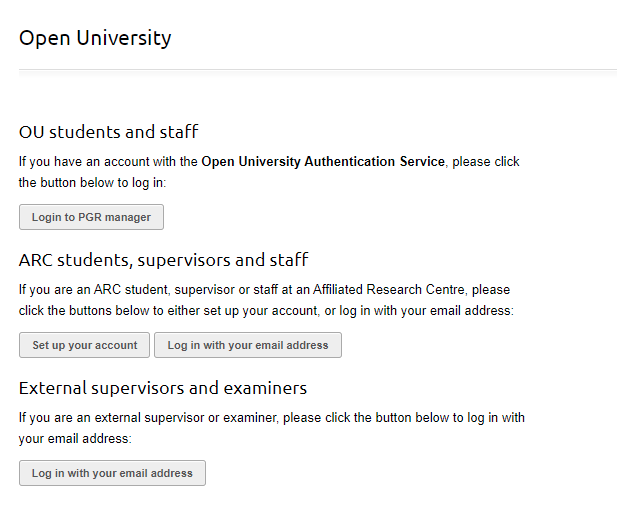 Open University
OU students and staff
If you have an account with the Open University Authentication Service, please click
the button below to log in:
Login to PGR manager
ARC students, supervisors and staff
If you are an ARC student, supervisor or staff at an Affiliated Research Centre, please
click the buttons below to either set up your account, or log in with your email address:
Set up your account Log in with your email address
External supervisors and examiners
If you are an external supervisor or examiner, please click the button below to log in with
your email address:
Log in with your email address